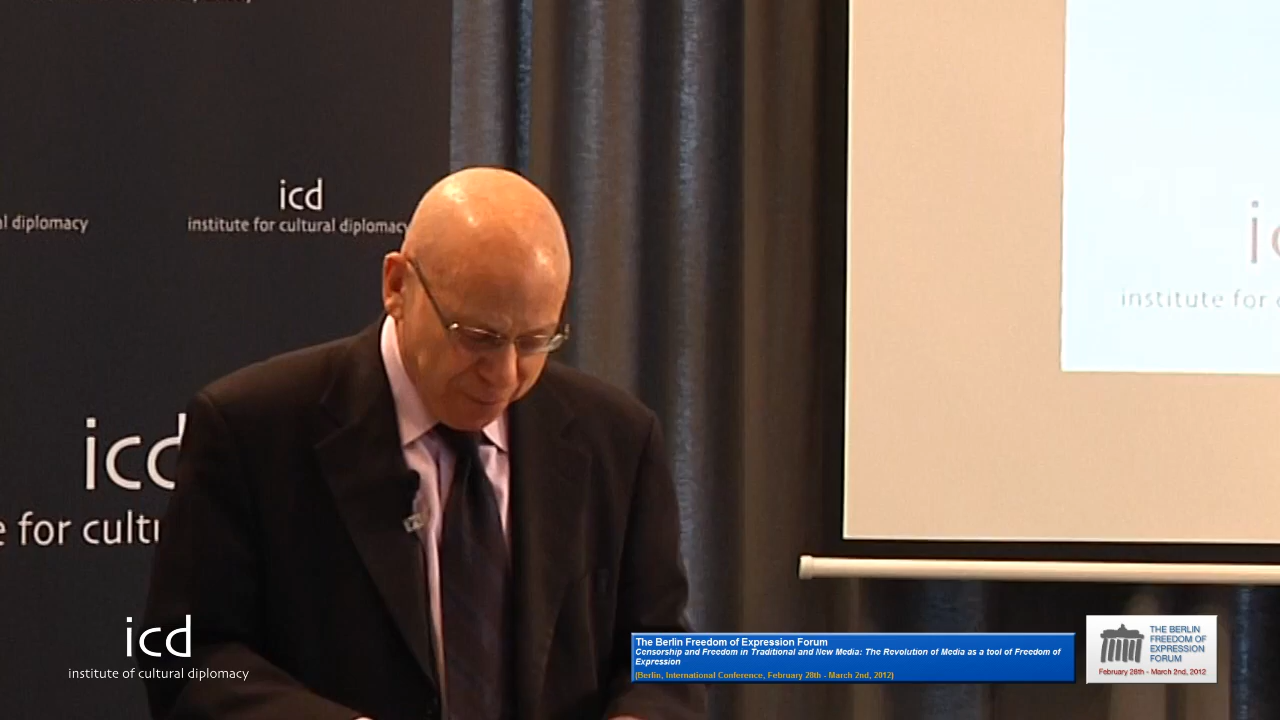 icd
l diplomacy
institute for cultural diplomacy
icd
e for cultu
icd
institute of cultural diplomacy
institute for
The Berlin Freedom of Expression Forum
Censorship and Freedom in Traditional and New Media: The Revolution of Media as a tool of Freedom of
Expression
(Berlin, International Conference, February 28th - March 2nd, 2012)
THE BERLIN
FREEDOM OF
EXPRESSION
FORUM
February 28th - March 2nd, 2012